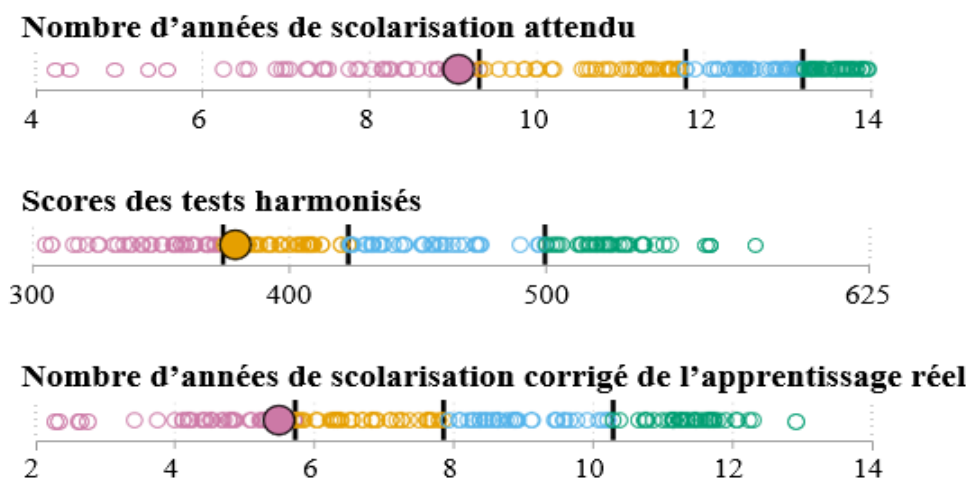 Nombre d’années de scolarisation attendu
4 6 8 10 12 14
Scores des tests harmonisés
300 400 500 625
Nombre d’années de scolarisation corrigé de l’apprentissage réel
2 4 6 8 10 12 14